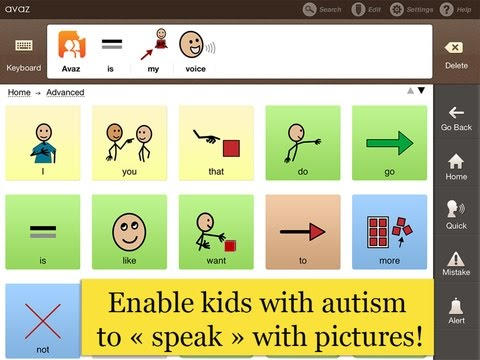 avaz
Search Edit Settings Help
Keyboard
Avaz is my voice
Delete
Home → Advanced
I you that do go
Go Back
Home
is like want to more
Quick
Mistake
Alert
not
Enable kids with autism
to « speak » with pictures!